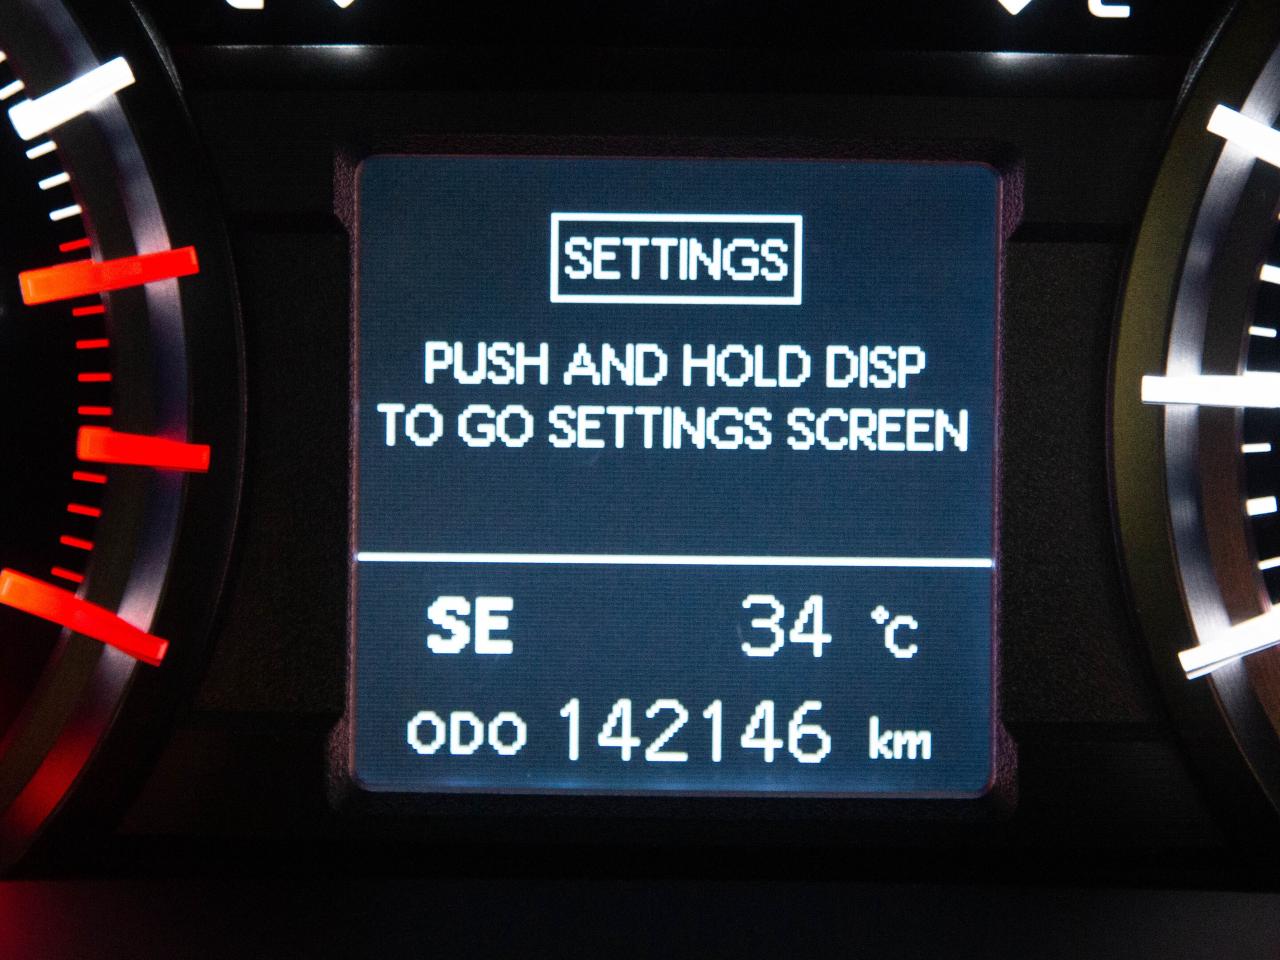 SETTINGS
PUSH AND HOLD DISP
TO GO SETTINGS SCREEN
SE 34 °C
ODO 142146 km